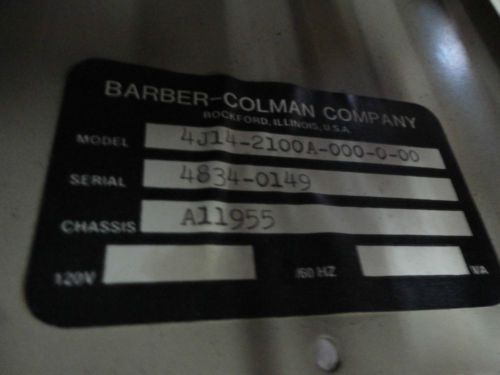 BARBER-COLMAN COMPANY
ROCKFORD, ILLINOIS, U.S.A.
MODEL 4J14-2100A-000-0-00
SERIAL 4834-0149
CHASSIS A11955
120V /60 HZ VA